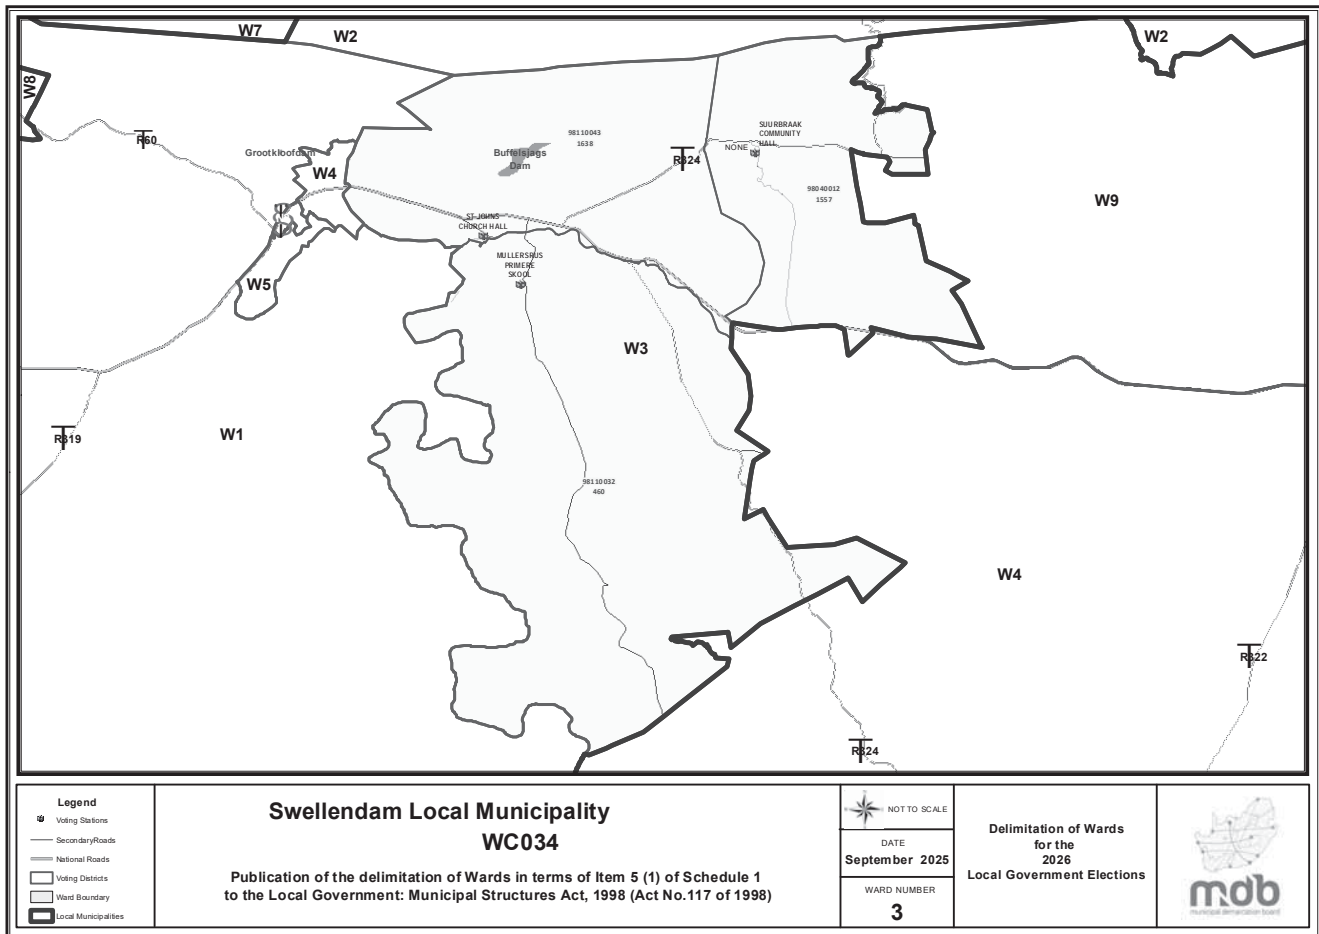 W7
W2
W2
W8
R60
Grootkloofdam
W4
98110043
1638
Buffelsjags
Dam
R324
SUURBRAAK
COMMUNITY
HALL
NONE
98040012
1557
W9
ST JOHNS
CHURCH HALL
MULLERSRUS
PRIMERE
SKOOL
W5
W3
W1
R319
98110032
460
W4
R322
R324
Legend
Voting Stations
SecondaryRoads
National Roads
Voting Districts
Ward Boundary
Local Municipalities
Swellendam Local Municipality
WC034
Publication of the delimitation of Wards in terms of Item 5 (1) of Schedule 1
to the Local Government: Municipal Structures Act, 1998 (Act No.117 of 1998)
NOT TO SCALE
DATE
September 2025
WARD NUMBER
3
Delimitation of Wards
for the
2026
Local Government Elections
mdb
municipal demarcation board